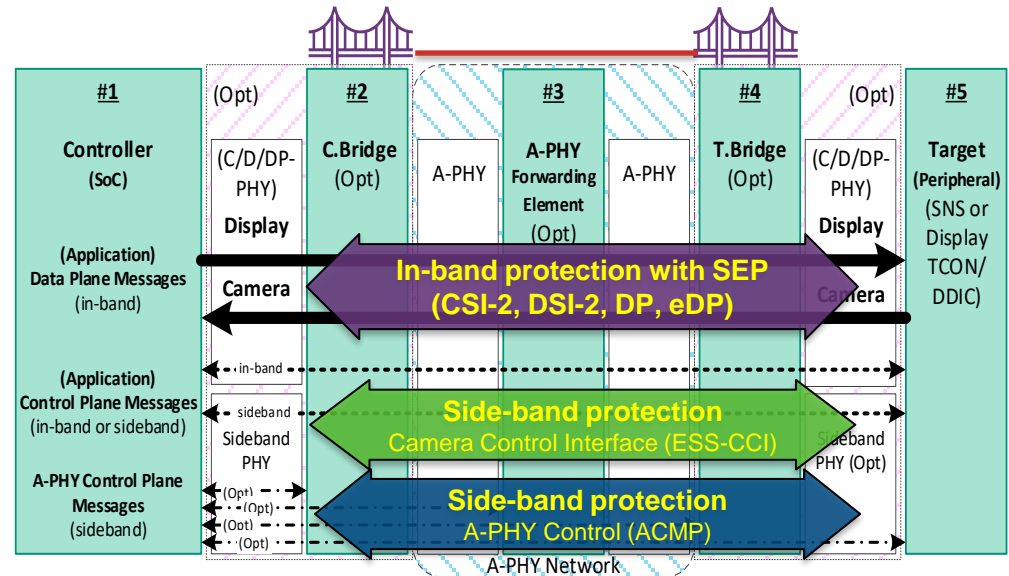 #1
Controller
(SoC)
(Application)
Data Plane Messages
(in-band)
(Application)
Control Plane Messages
(in-band or sideband)
A-PHY Control Plane
Messages
(sideband)
(Opt)
(C/D/DP-
PHY)
Display
Camera
in-band
sideband
Sideband
PHY
(Opt)
(Opt)
(Opt)
(Opt)
#2
C.Bridge
(Opt)
A-PHY
#3
A-PHY
Forwarding
Element
(Opt)
A-PHY
#4
T.Bridge
(Opt)
(Opt)
(C/D/DP-
PHY)
Display
Camera
Sideband
PHY (Opt)
#5
Target
(Peripheral)
(SNS or
Display
TCON/
DDIC)
In-band protection with SEP
(CSI-2, DSI-2, DP, eDP)
Side-band protection
Camera Control Interface (ESS-CCI)
Side-band protection
A-PHY Control (ACMP)
A-PHY Network